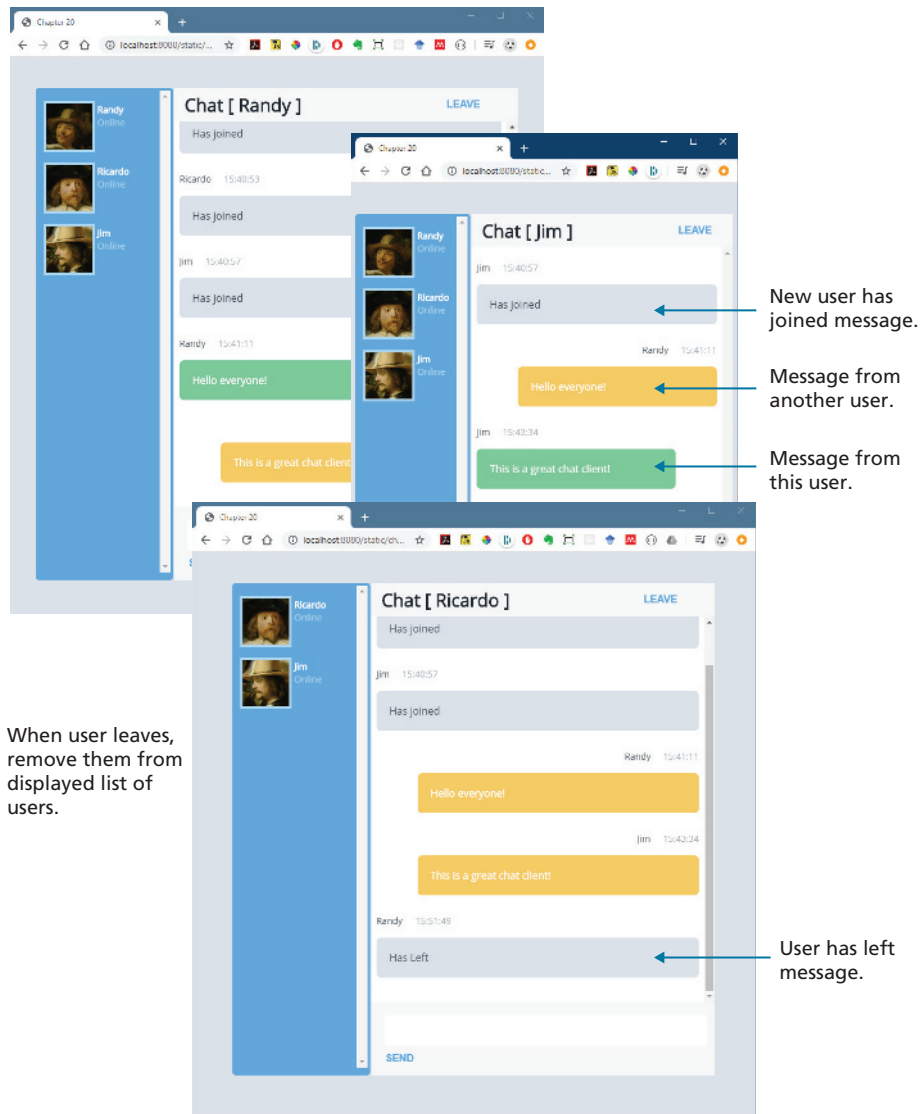 Chapter 20
localhost:8080/static/...
Randy
Online
Ricardo
Online
Jim
Online
Chat [ Randy ]
LEAVE
Has joined
Ricardo 15:40:53
Has joined
Jim 15:40:57
Has joined
Randy 15:41:11
Hello everyone!
This is a great chat client
Chapter 20
localhost:8080/static...
Randy
Online
Ricardo
Online
Jim
Online
Chat [ Jim ]
LEAVE
Jim 15:40:57
Has joined
Randy 15:41:11
Hello everyone!
Jim 15:43:34
This is a great chat client!
New user has
joined message.
Message from
another user.
Message from
this user.
Chapter 20
localhost:8080/static/ch...
Ricardo
Online
Jim
Online
Chat [ Ricardo ]
LEAVE
Has joined
Jim 15:40:57
Has joined
Randy 15:41:11
Hello everyone!
Jim 15:43:34
This is a great chat client!
Randy 15:51:49
Has Left
SEND
When user leaves,
remove them from
displayed list of
users.
User has left
message.